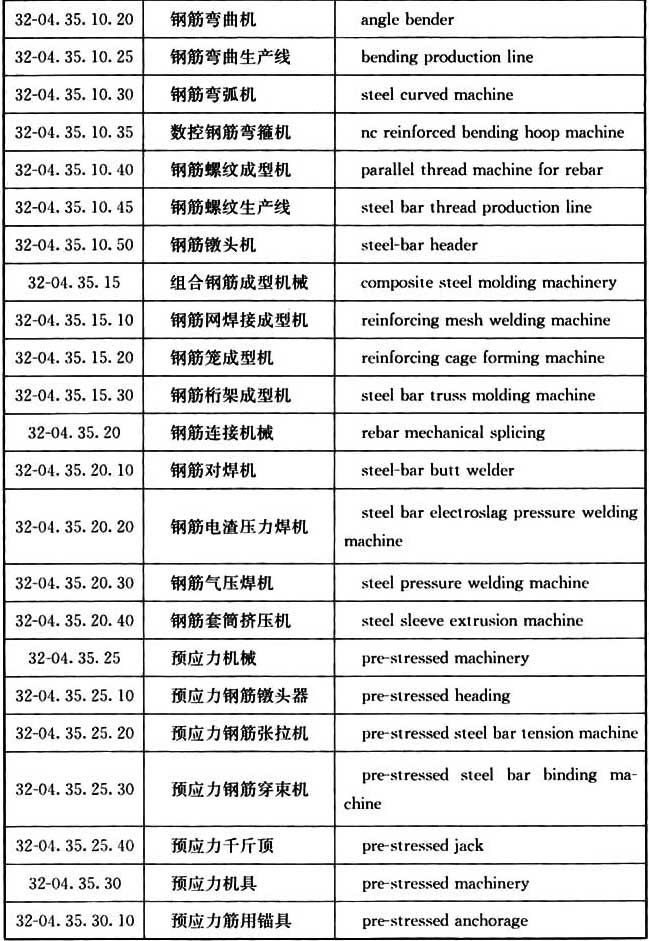 32-04.35.10.20 钢筋弯曲机 angle bender
32-04.35.10.25 钢筋弯曲生产线 bending production line
32-04.35.10.30 钢筋弯弧机 steel curved machine
32-04.35.10.35 数控钢筋弯箍机 nc reinforced bending hoop machine
32-04.35.10.40 钢筋螺纹成型机 parallel thread machine for rebar
32-04.35.10.45 钢筋螺纹生产线 steel bar thread production line
32-04.35.10.50 钢筋镦头机 steel-bar header
32-04.35.15 组合钢筋成型机械 composite steel molding machinery
32-04.35.15.10 钢筋网焊接成型机 reinforcing mesh welding machine
32-04.35.15.20 钢筋笼成型机 reinforcing cage forming machine
32-04.35.15.30 钢筋桁架成型机 steel bar truss molding machine
32-04.35.20 钢筋连接机械 rebar mechanical splicing
32-04.35.20.10 钢筋对焊机 steel-bar butt welder
32-04.35.20.20 钢筋电渣压力焊机 steel bar electroslag pressure welding
machine
32-04.35.20.30 钢筋气压焊机 steel pressure welding machine
32-04.35.20.40 钢筋套筒挤压机 steel sleeve extrusion machine
32-04.35.25 预应力机械 pre-stressed machinery
32-04.35.25.10 预应力钢筋镦头器 pre-stressed heading
32-04.35.25.20 预应力钢筋张拉机 pre-stressed steel bar tension machine
32-04.35.25.30 预应力钢筋穿束机 pre-stressed steel bar binding ma-
chine
32-04.35.25.40 预应力千斤顶 pre-stressed jack
32-04.35.30 预应力机具 pre-stressed machinery
32-04.35.30.10 预应力筋用锚具 pre-stressed anchorage